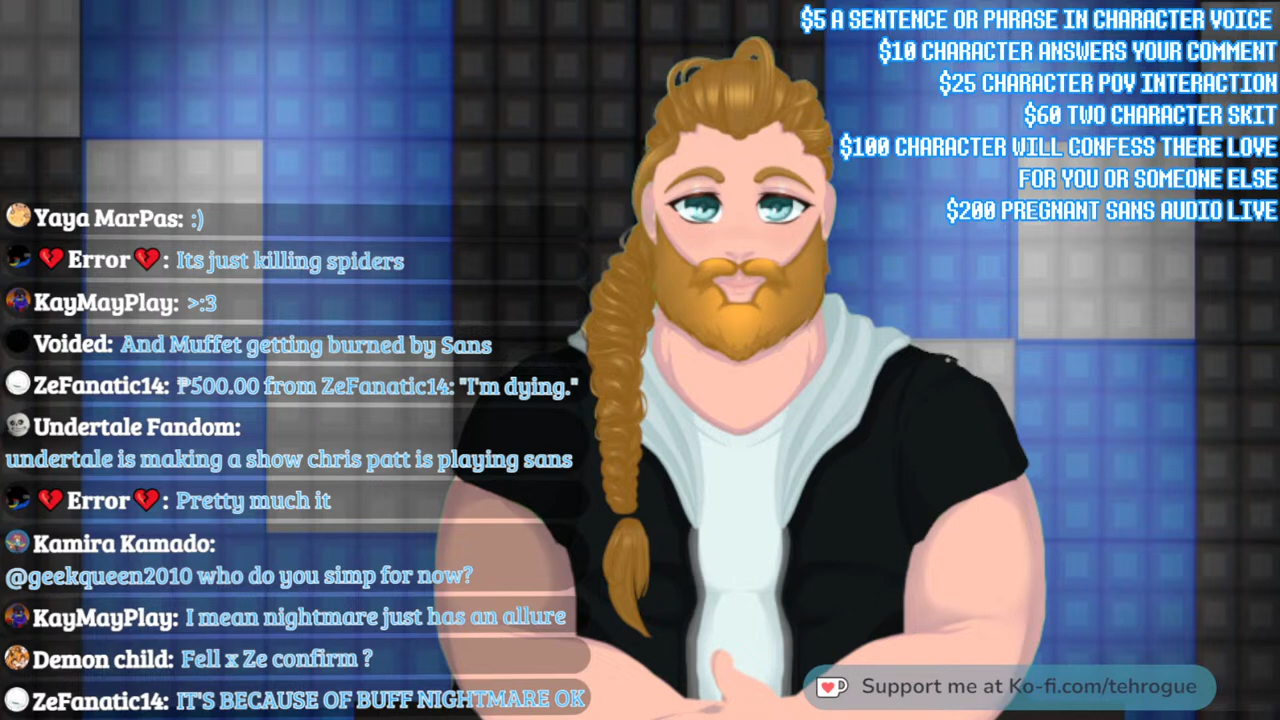 $5 A SENTENCE OR PHRASE IN CHARACTER VOICE
$10 CHARACTER ANSWERS YOUR COMMENT
$25 CHARACTER POV INTERACTION
$60 TWO CHARACTER SKIT
$100 CHARACTER WILL CONFESS THERE LOVE
FOR YOU OR SOMEONE ELSE
$200 PREGNANT SANS AUDIO LIVE
Yaya MarPas: :)
💔 Error 💔: Its just killing spiders
KayMayPlay: >:3
Voided: And Muffet getting burned by Sans
ZeFanatic14: ₱500.00 from ZeFanatic14: "I'm dying."
Undertale Fandom:
undertale is making a show chris patt is playing sans
💔 Error 💔: Pretty much it
Kamira Kamado:
@geekqueen2010 who do you simp for now?
KayMayPlay: I mean nightmare just has an allure
Demon child: Fell x Ze confirm ?
ZeFanatic14: IT'S BECAUSE OF BUFF NIGHTMARE OK
Support me at Ko-fi.com/tehrogue